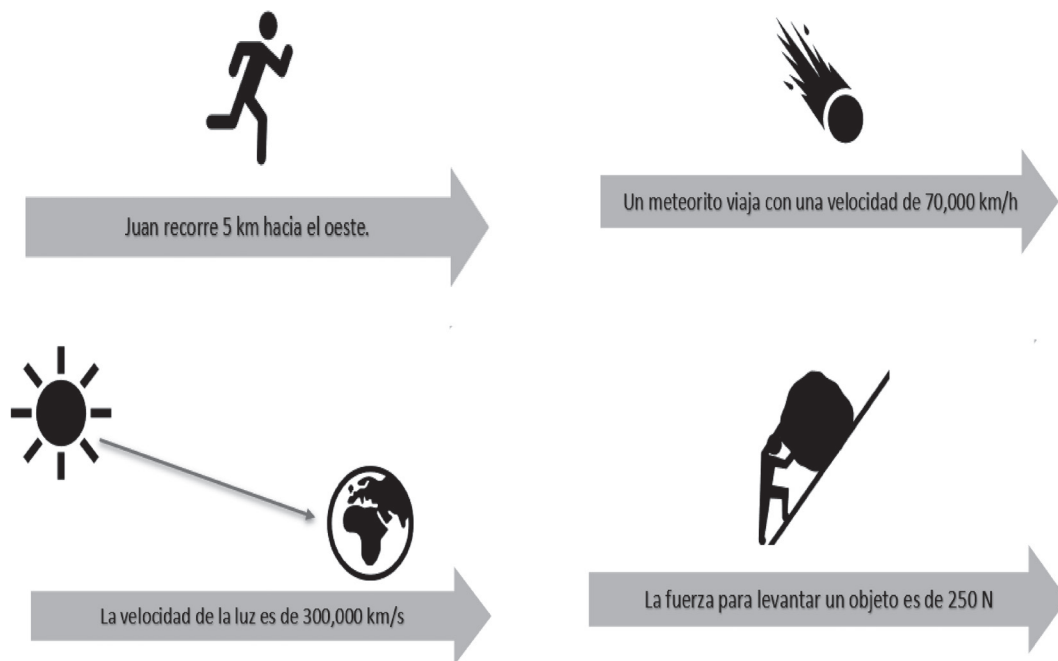 Juan recorre 5 km hacia el oeste.
Un meteorito viaja con una velocidad de 70,000 km/h
La velocidad de la luz es de 300,000 km/s
La fuerza para levantar un objeto es de 250 N